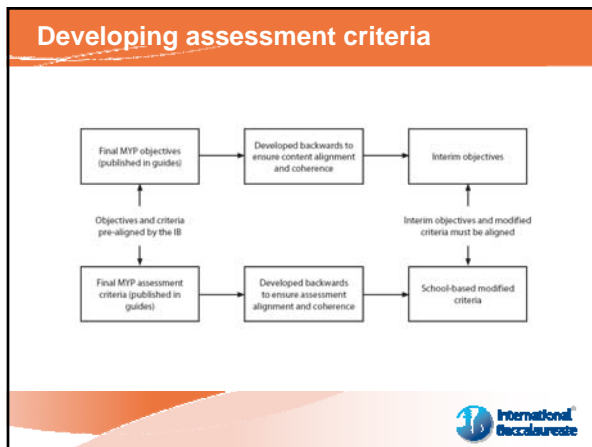 Developing assessment criteria
Final MYP objectives
(published in guides)
Developed backwards to
ensure content alignment
and coherence
Interim objectives
Objectives and criteria
pre-aligned by the IB
Interim objectives and modified
criteria must be aligned
Final MYP assessment
criteria (published in
guides)
Developed backwards
to ensure assessment
alignment and coherence
School-based modified
criteria
International
Baccalaureate